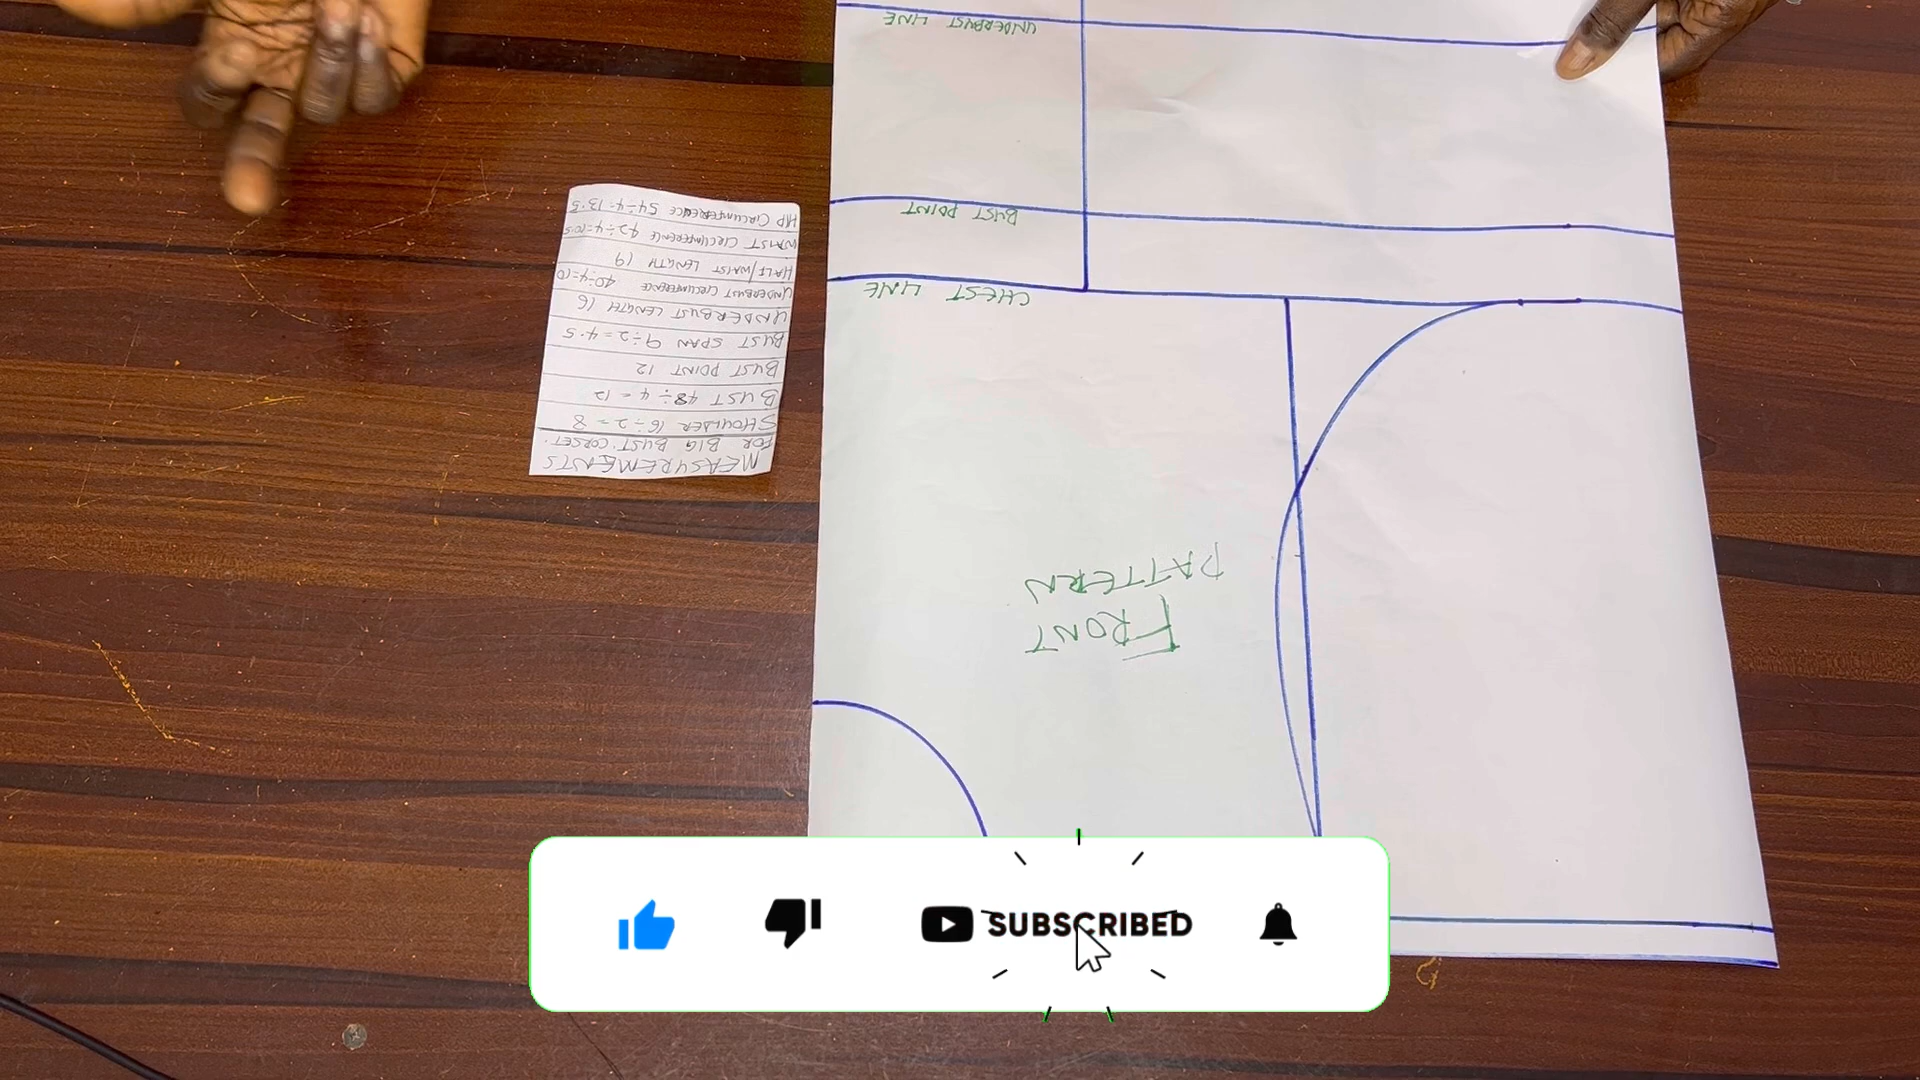 MEASUREMENTS
FOR BIG BUST CORSET.
SHOULDER 16÷2=8
BUST 48÷4=12
BUST POINT 12
BUST SPAN 9÷2=4.5
UNDERBUST LENGTH 16
UNDERBUST CIRCUMFERENCE 40÷4=10
HALF/WAIST LENGTH 19
WAIST CIRCUMFERENCE 42÷4=10.5
HIP CIRCUMFERENCE 54÷4=13.5
FRONT
PATTERN
CHEST LINE
BUST POINT
UNDERBUST LINE
SUBSCRIBED